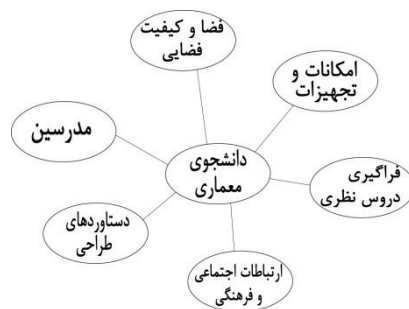 فضا و کیفیت
فضایی
امکانات و
تجهیزات
مدرسین
دانشجوی
معماری
فراگیری
دروس نظری
دستاوردهای
طراحی
ارتباطات اجتماعی
و فرهنگی